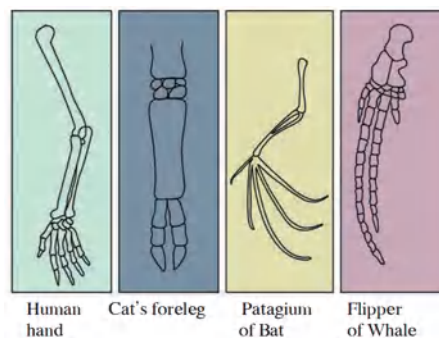 Human hand
Cat's foreleg
Patagium of Bat
Flipper of Whale